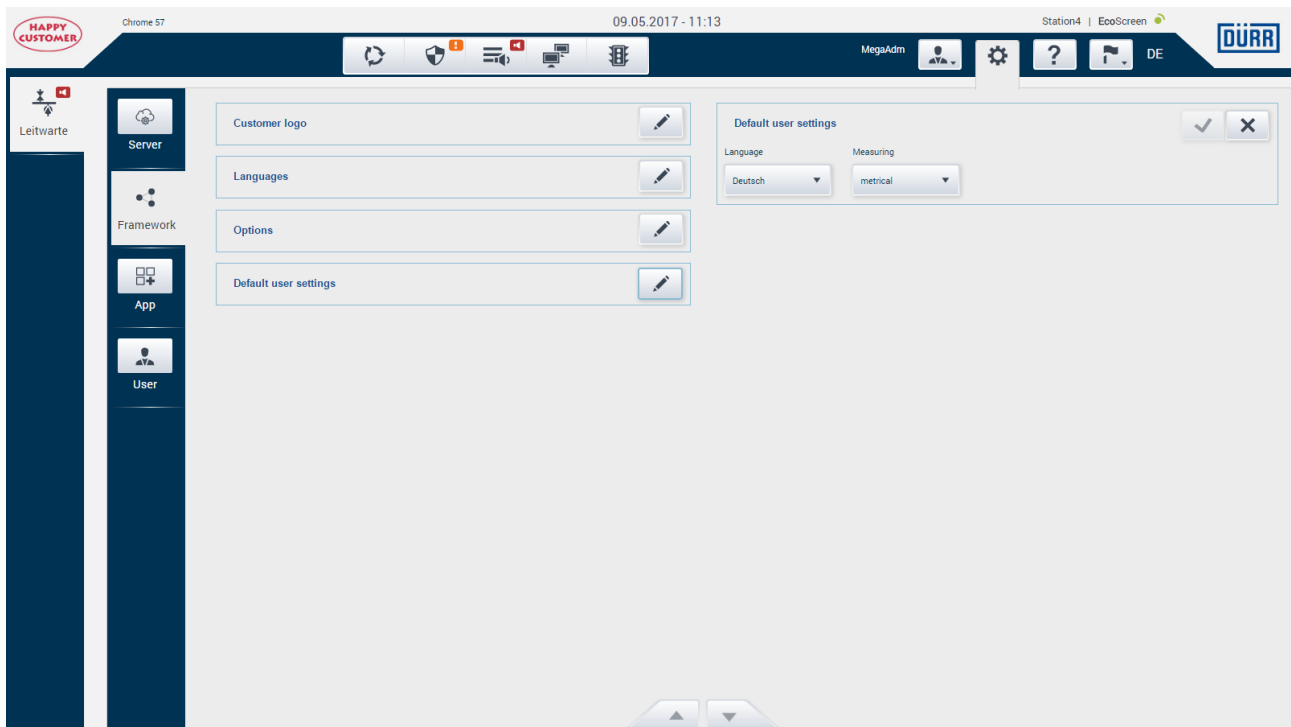 HAPPY
CUSTOMER
Chrome 57
09.05.2017 - 11:13
Station4 | EcoScreen
DÜRR
MegaAdm
?
DE
Leitwarte
Server
Framework
App
User
Customer logo
Languages
Options
Default user settings
Default user settings
Language Measuring
Deutsch metrical